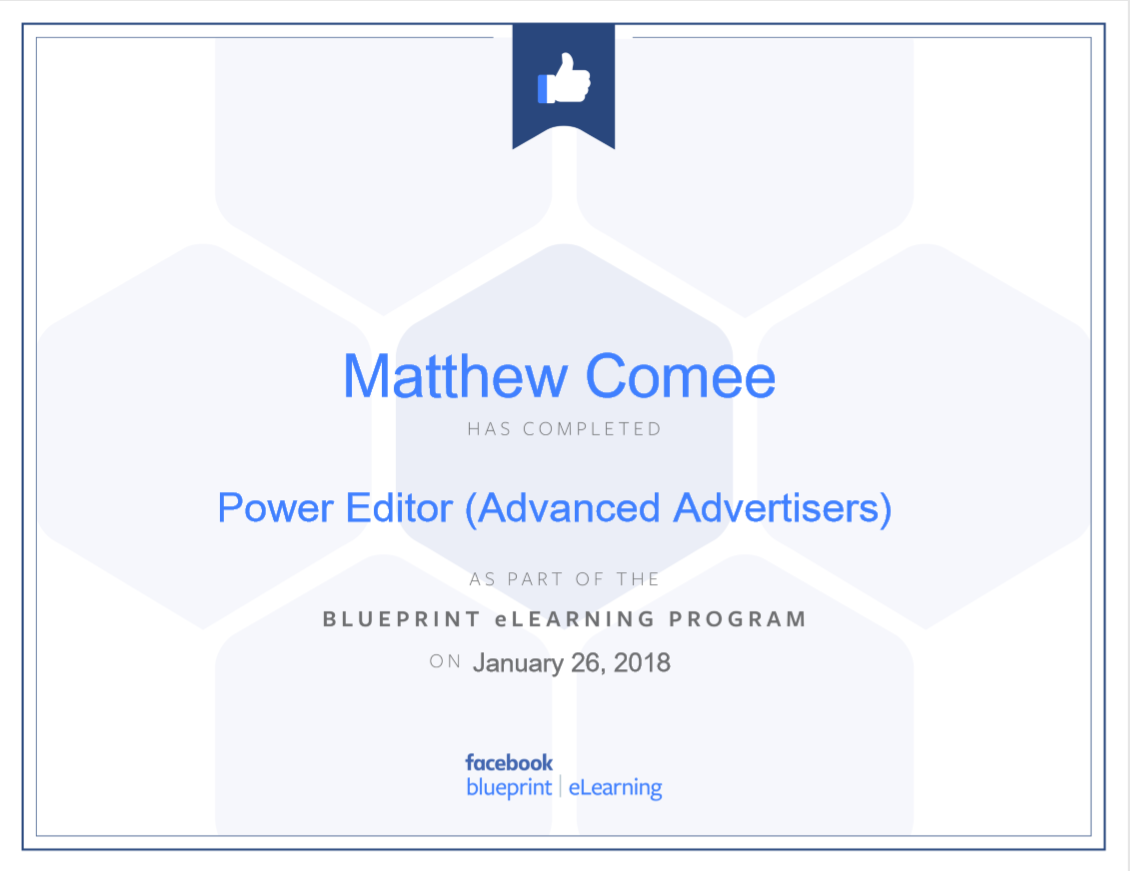 Matthew Comee
HAS COMPLETED
Power Editor (Advanced Advertisers)
AS PART OF THE
BLUEPRINT eLEARNING PROGRAM
ON January 26, 2018
facebook
blueprint | eLearning